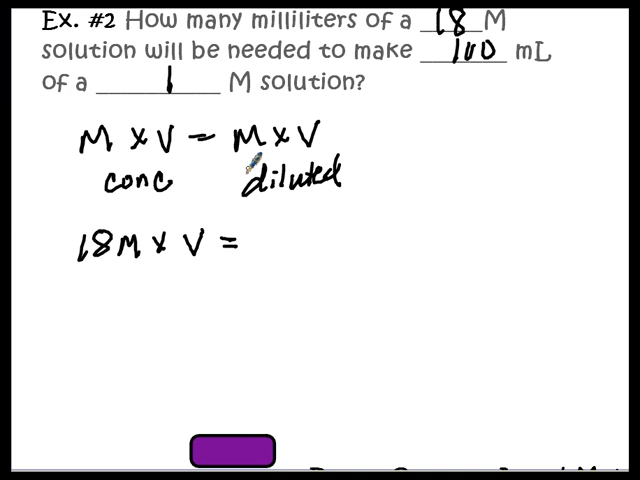 Ex. #2 How many milliliters of a 18 M
solution will be needed to make 100 mL
of a 1 M solution?
M x V = M x V
conc diluted
18M x V =